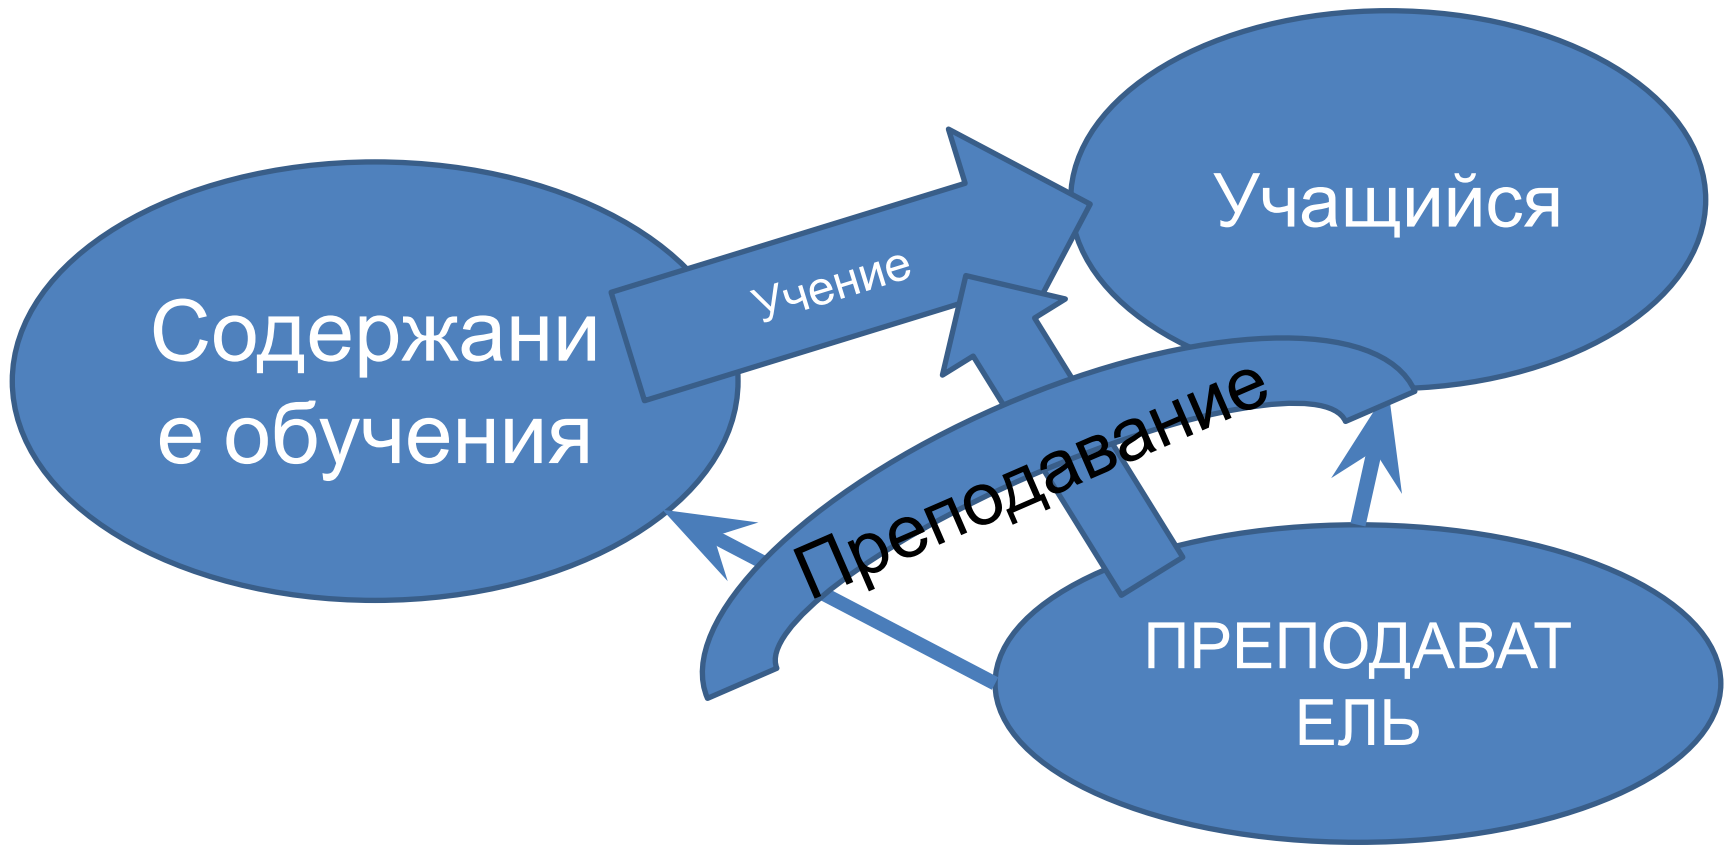 Учащийся
Учение
Содержани
е обучения
Преподавание
ПРЕПОДАВАТ
ЕЛЬ